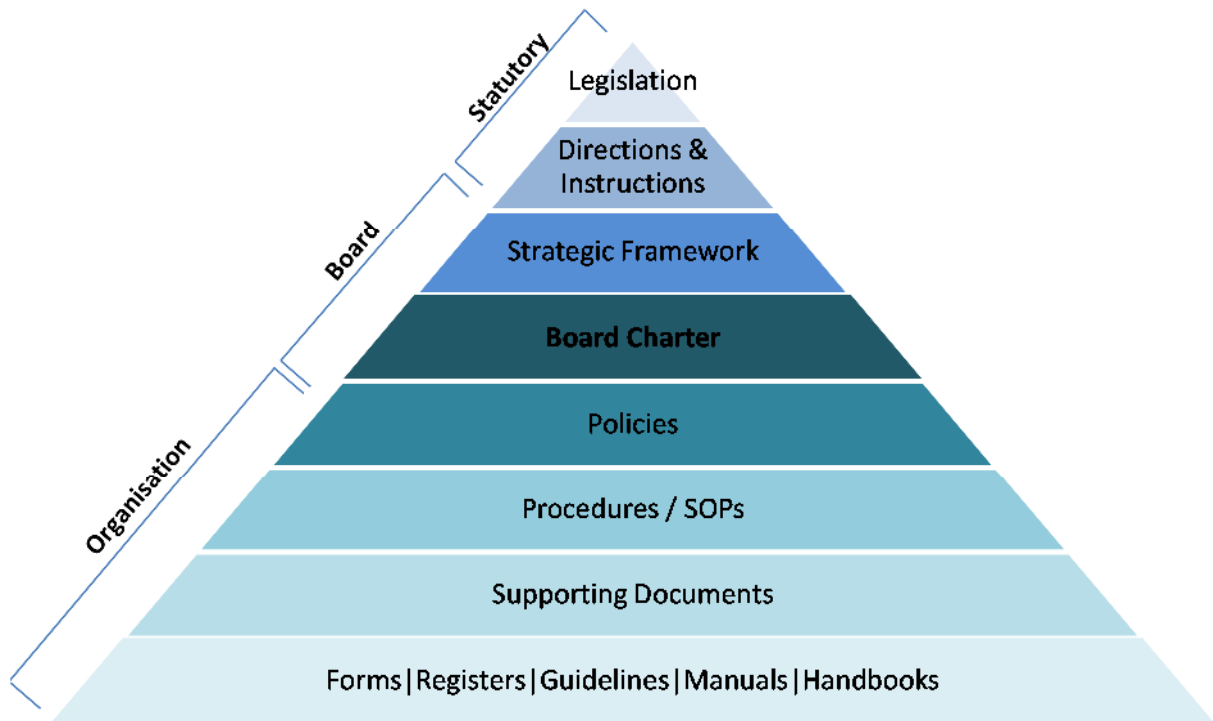 Statutory
Legislation
Directions &
Instructions
Board
Strategic Framework
Board Charter
Organisation
Policies
Procedures / SOPs
Supporting Documents
Forms|Registers|Guidelines|Manuals|Handbooks